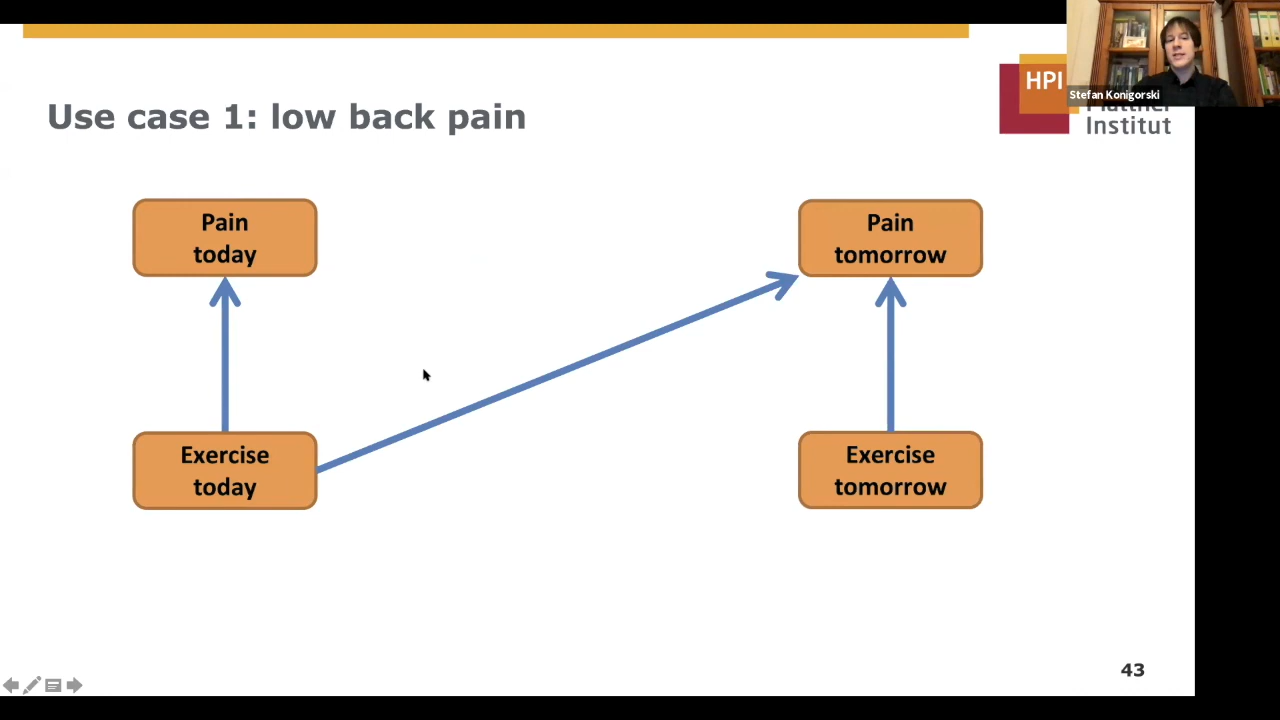 Use case 1: low back pain
HPI
Stefan Konigorski
Institut
Pain
today
Pain
tomorrow
Exercise
today
Exercise
tomorrow
43